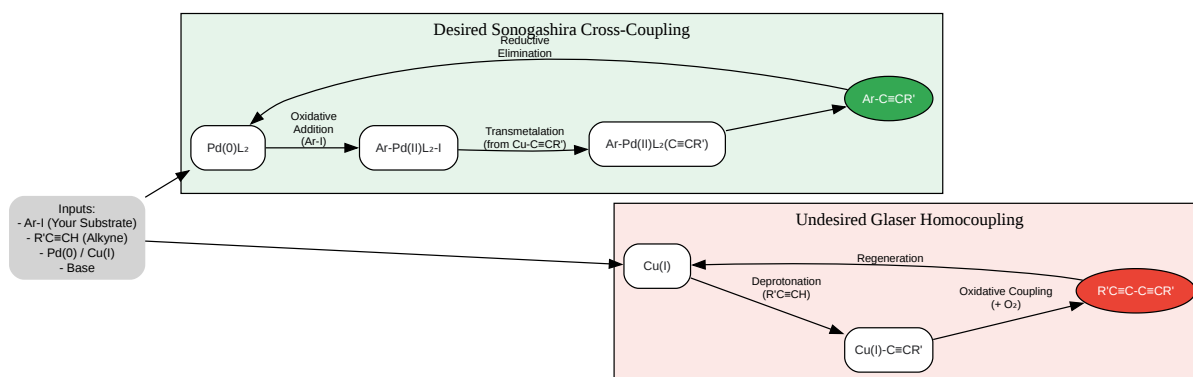 Desired Sonogashira Cross-Coupling
Reductive
Elimination
Ar-C≡CR'
Oxidative
Addition
(Ar-I)
Pd(0)L₂
Ar-Pd(II)L₂-I
Transmetalation
(from Cu-C≡CR')
Ar-Pd(II)L₂(C≡CR')
Inputs:
- Ar-I (Your Substrate)
- R'C≡CH (Alkyne)
- Pd(0) / Cu(I)
- Base
Undesired Glaser Homocoupling
Cu(I)
Regeneration
Deprotonation
(R'C≡CH)
Oxidative Coupling
(+ O₂)
R'C≡C-C≡CR'
Cu(I)-C≡CR'